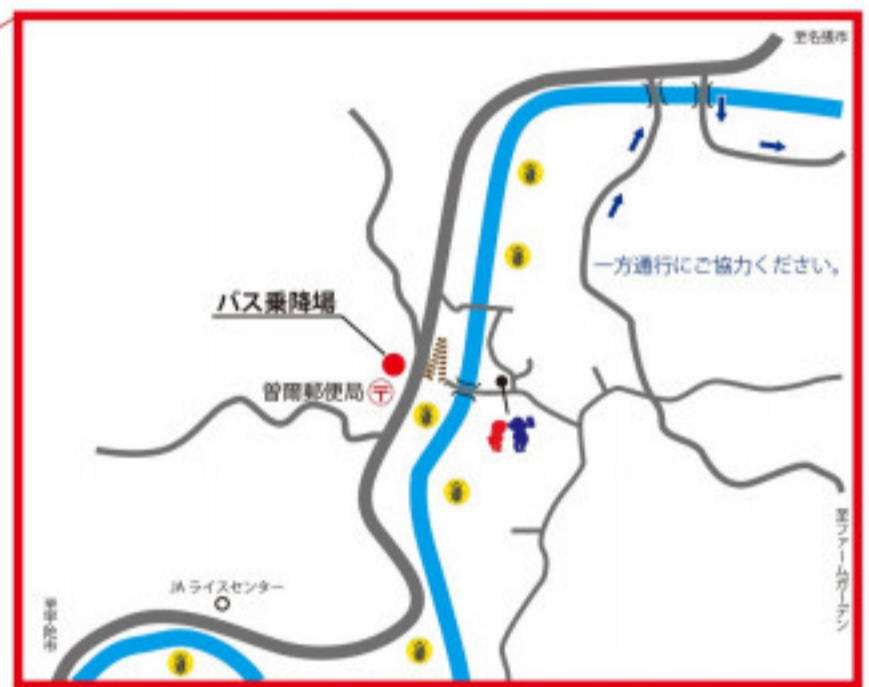 至名張市
一方通行にご協力ください。
バス乗降場
曽爾郵便局
至ファームガーデン
JA ライスセンター
至宇陀市